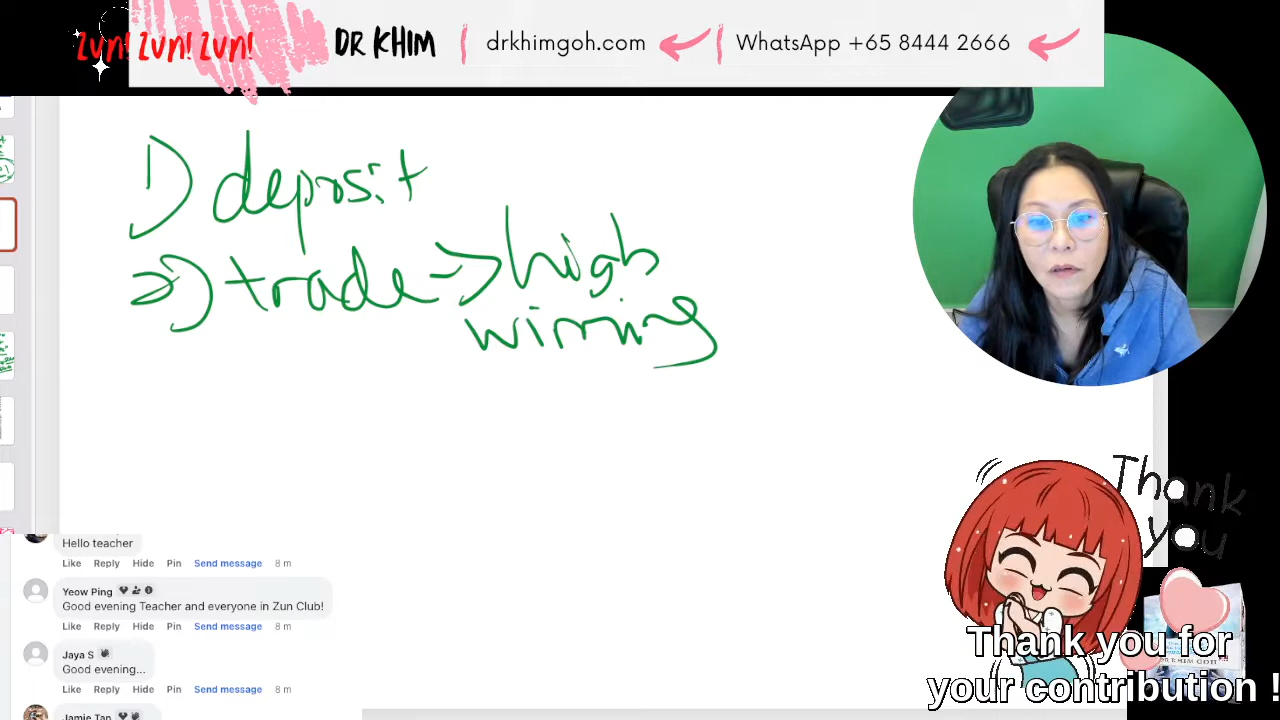 Zun! Zun! Zun! DR KHIM drkhimgoh.com WhatsApp +65 8444 2666
1) deposit
2) trade → high
winning
Hello teacher
Like Reply Hide Pin Send message 8 m
Yeow Ping
Good evening Teacher and everyone in Zun Club!
Like Reply Hide Pin Send message 8 m
Jaya S
Good evening...
Like Reply Hide Pin Send message 8 m
Jamie Tan
Thank
you
DR KHIM GOH
Thank you for
your contribution !